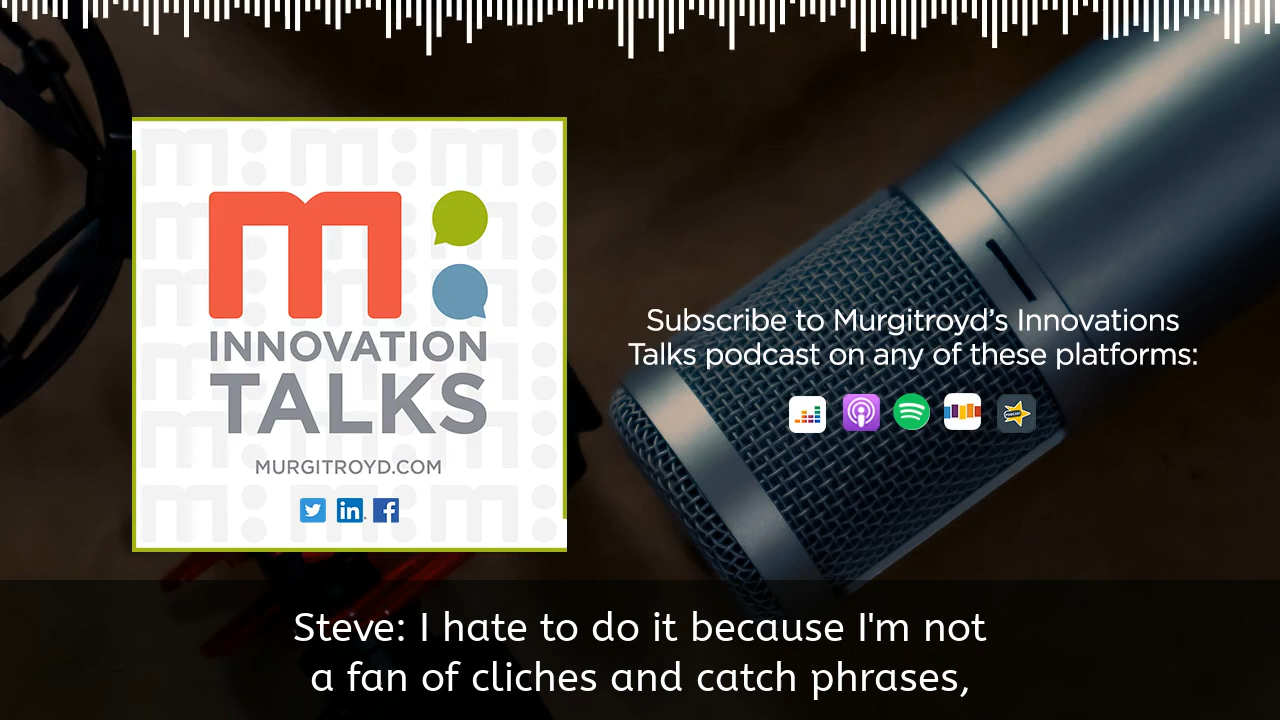 m:
INNOVATION
TALKS
MURGITROYD.COM
in
f
Subscribe to Murgitroyd’s Innovations
Talks podcast on any of these platforms:
Steve: I hate to do it because I'm not
a fan of cliches and catch phrases,